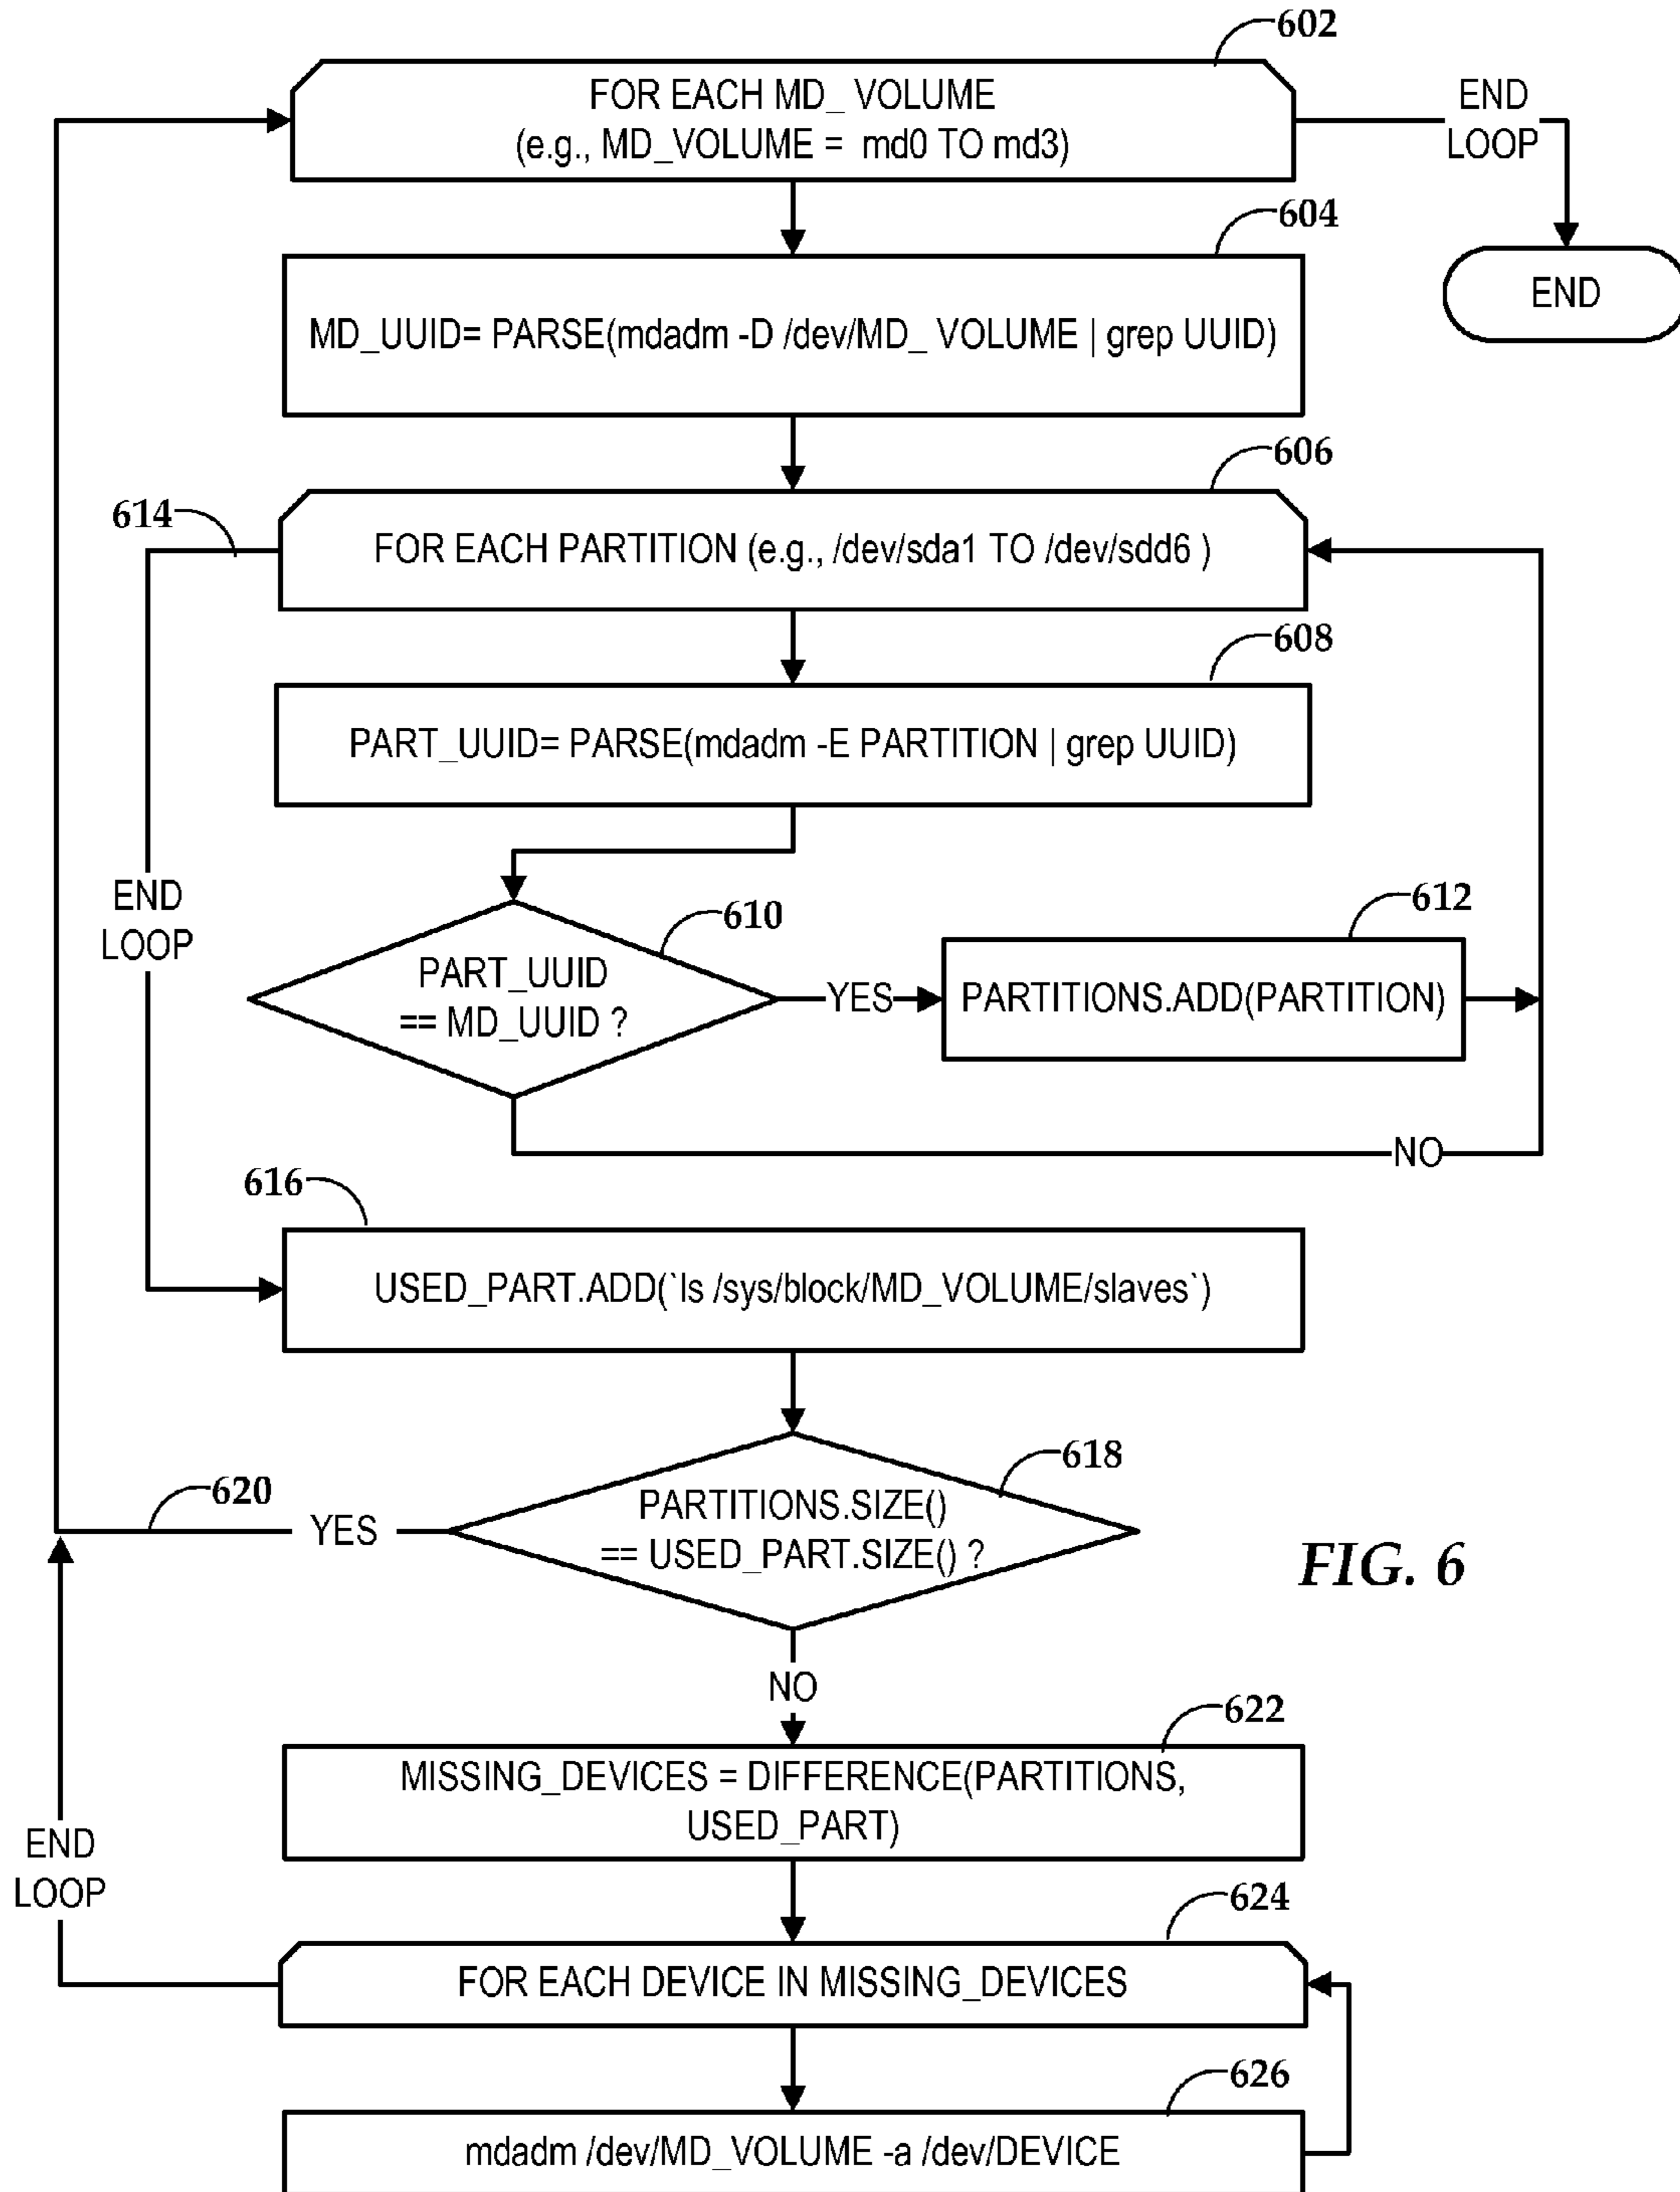 602
FOR EACH MD_ VOLUME
(e.g., MD_VOLUME = md0 TO md3)
END
LOOP
END
604
MD_UUID= PARSE(mdadm -D /dev/MD_ VOLUME | grep UUID)
606
614
FOR EACH PARTITION (e.g., /dev/sda1 TO /dev/sdd6 )
608
PART_UUID= PARSE(mdadm -E PARTITION | grep UUID)
END
LOOP
610
PART_UUID
== MD_UUID ?
YES
612
PARTITIONS.ADD(PARTITION)
NO
616
USED_PART.ADD(`ls /sys/block/MD_VOLUME/slaves`)
618
PARTITIONS.SIZE()
== USED_PART.SIZE() ?
620
YES
FIG. 6
NO
622
MISSING_DEVICES = DIFFERENCE(PARTITIONS,
USED_PART)
END
LOOP
624
FOR EACH DEVICE IN MISSING_DEVICES
626
mdadm /dev/MD_VOLUME -a /dev/DEVICE